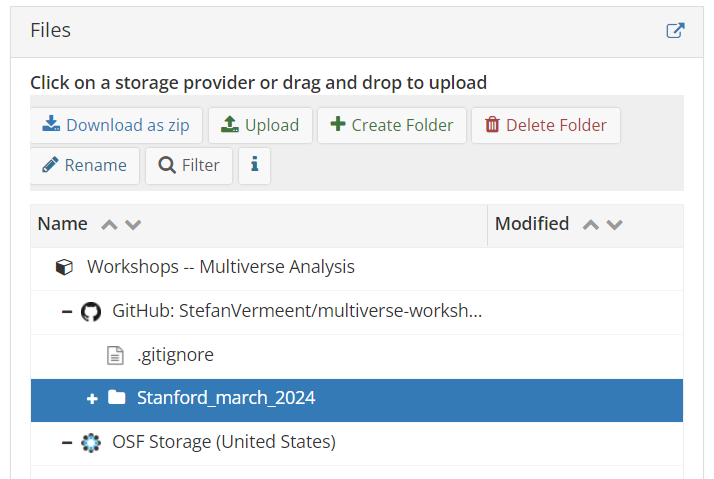 Files
Click on a storage provider or drag and drop to upload
Download as zip Upload Create Folder Delete Folder
Rename Filter i
Name Modified
Workshops -- Multiverse Analysis
GitHub: StefanVermeent/multiverse-worksh...
.gitignore
Stanford_march_2024
OSF Storage (United States)